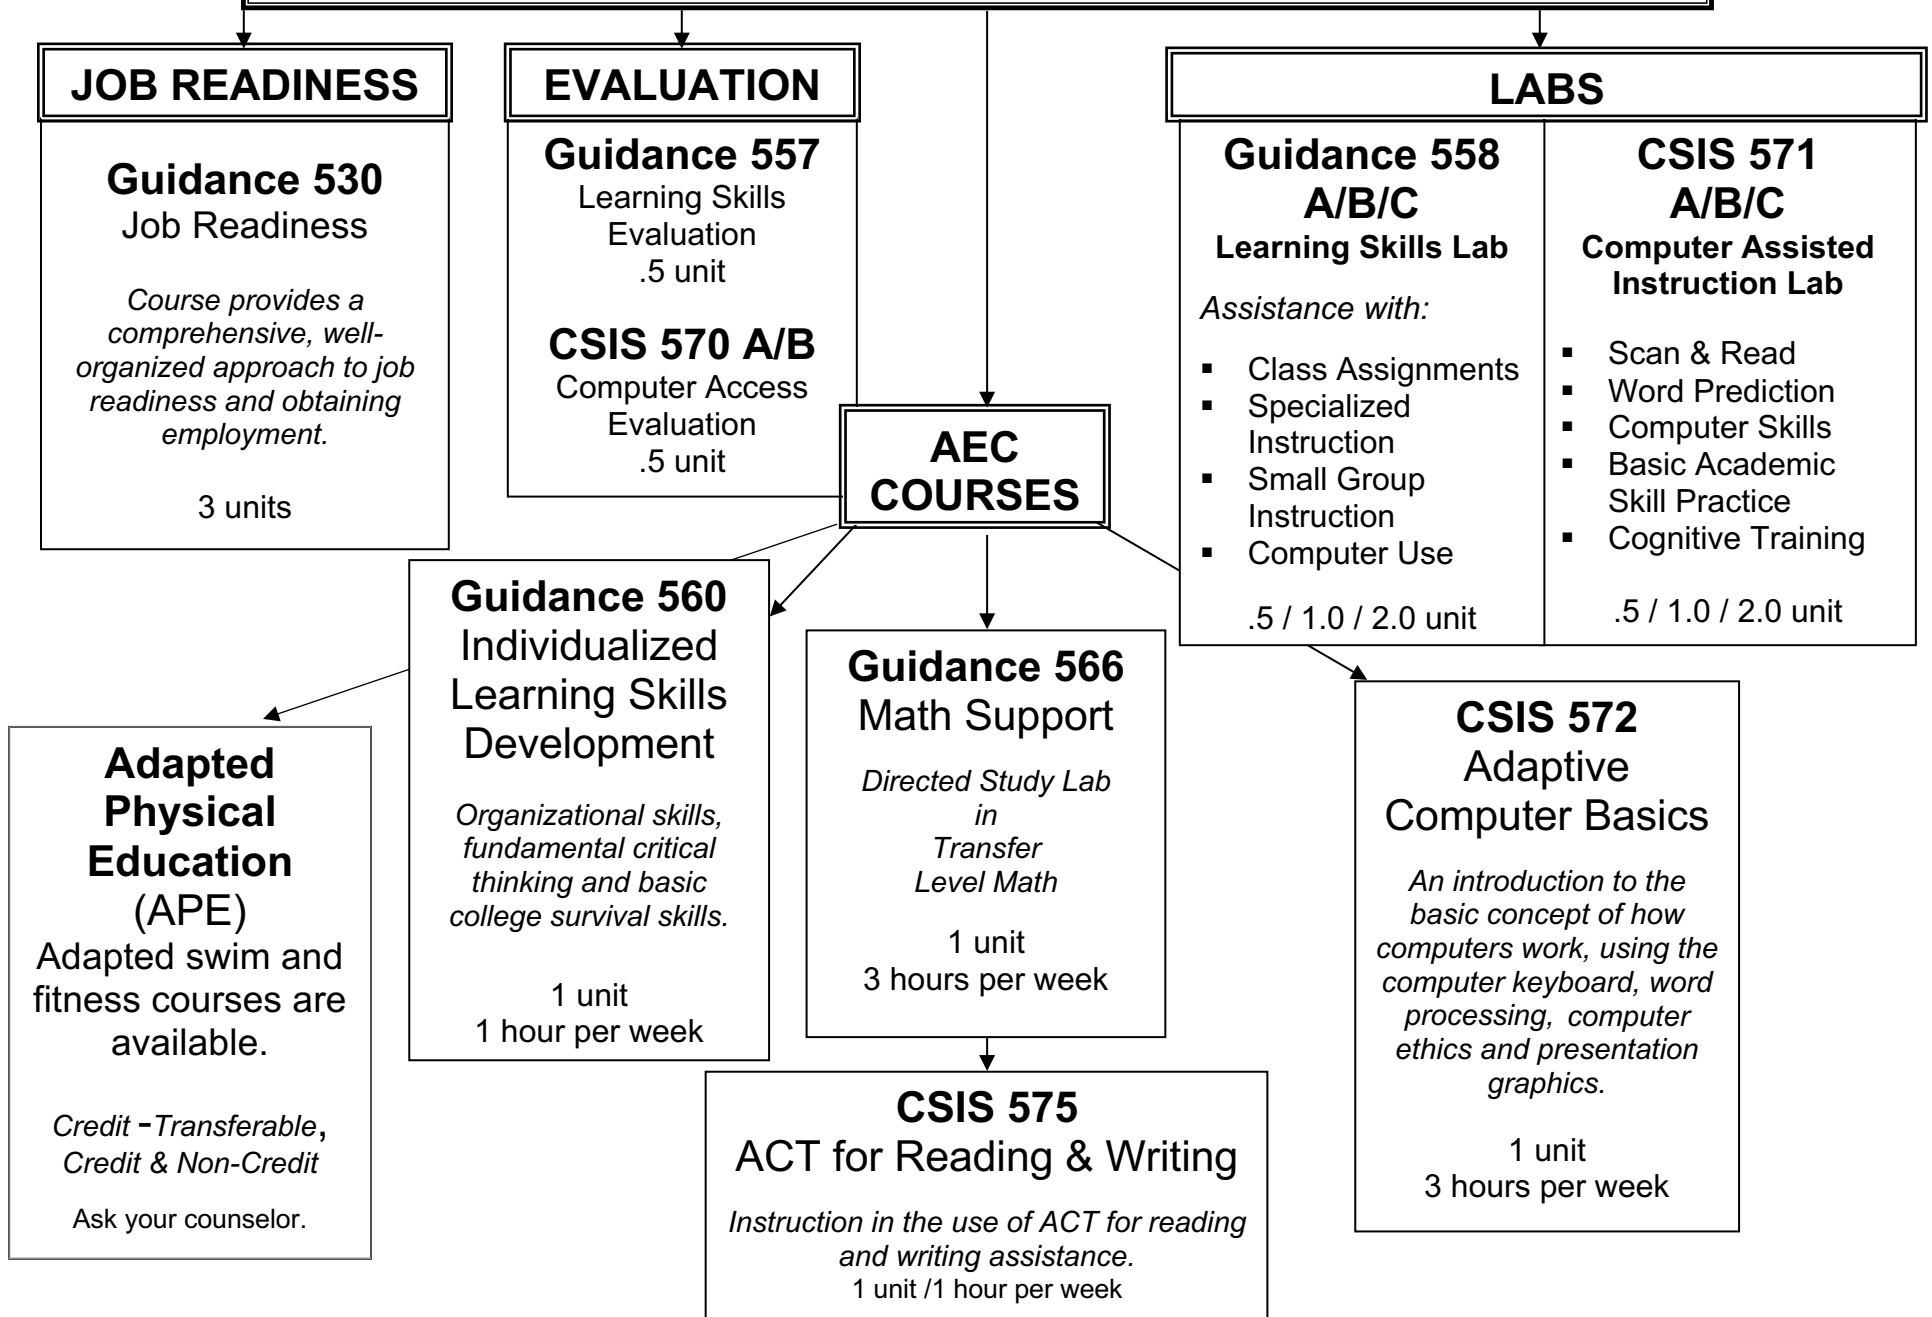 JOB READINESS
Guidance 530
Job Readiness
Course provides a
comprehensive, well-
organized approach to job
readiness and obtaining
employment.
3 units
EVALUATION
Guidance 557
Learning Skills
Evaluation
.5 unit
CSIS 570 A/B
Computer Access
Evaluation
.5 unit
LABS
Guidance 558
A/B/C
Learning Skills Lab
Assistance with:
▪ Class Assignments
▪ Specialized
Instruction
▪ Small Group
Instruction
▪ Computer Use
.5 / 1.0 / 2.0 unit
CSIS 571
A/B/C
Computer Assisted
Instruction Lab
▪ Scan & Read
▪ Word Prediction
▪ Computer Skills
▪ Basic Academic
Skill Practice
▪ Cognitive Training
.5 / 1.0 / 2.0 unit
AEC
COURSES
Adapted
Physical
Education
(APE)
Adapted swim and
fitness courses are
available.
Credit -Transferable,
Credit & Non-Credit
Ask your counselor.
Guidance 560
Individualized
Learning Skills
Development
Organizational skills,
fundamental critical
thinking and basic
college survival skills.
1 unit
1 hour per week
Guidance 566
Math Support
Directed Study Lab
in
Transfer
Level Math
1 unit
3 hours per week
CSIS 575
ACT for Reading & Writing
Instruction in the use of ACT for reading
and writing assistance.
1 unit /1 hour per week
CSIS 572
Adaptive
Computer Basics
An introduction to the
basic concept of how
computers work, using the
computer keyboard, word
processing, computer
ethics and presentation
graphics.
1 unit
3 hours per week